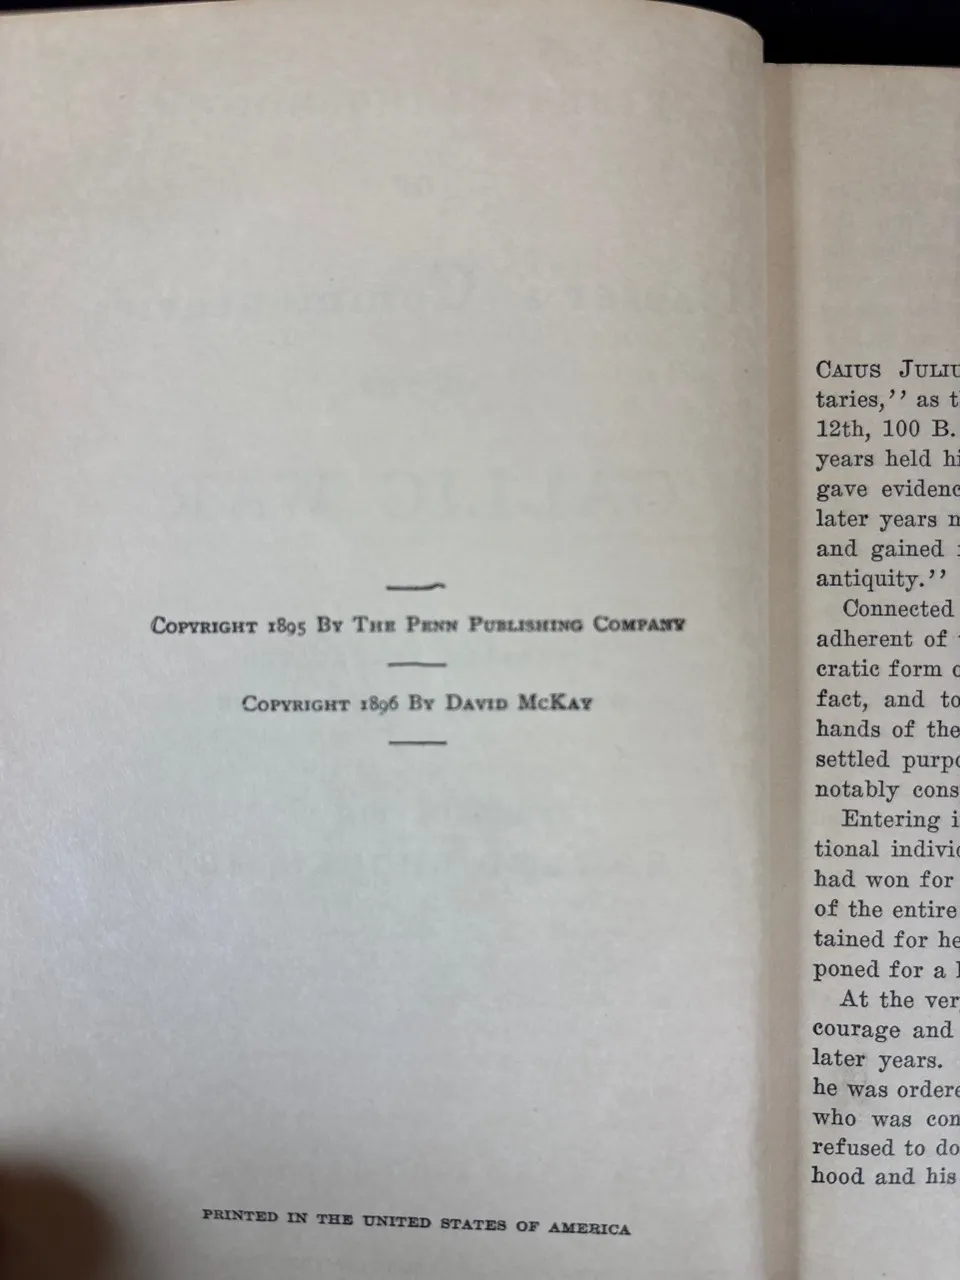 COPYRIGHT 1895 BY THE PENN PUBLISHING COMPANY
COPYRIGHT 1896 BY DAVID MCKAY
PRINTED IN THE UNITED STATES OF AMERICA
CAIUS JULIU
taries,’’ as t
12th, 100 B.
years held hi
gave evidenc
later years
and gained
antiquity.’’
Connected
adherent of
cratic form
fact, and to
hands of the
settled purpo
notably cons
Entering i
tional individ
had won for
of the entire
tained for he
poned for a
At the ver
courage and
later years.
he was ordere
who was con
refused to do
hood and his